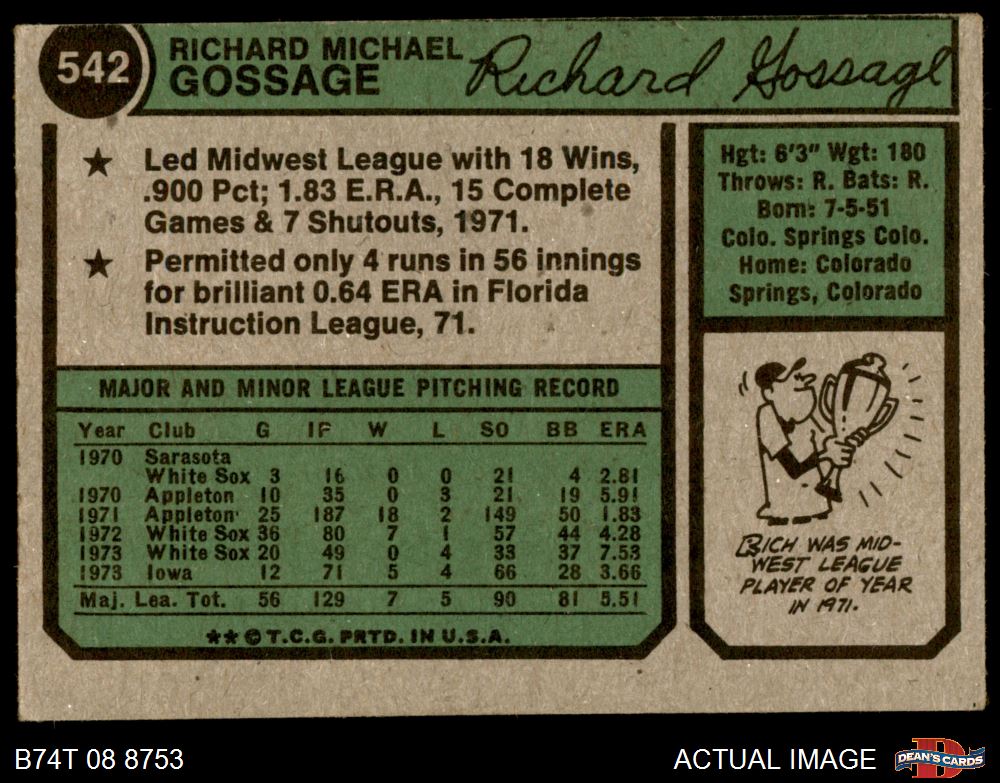 542
RICHARD MICHAEL
GOSSAGE
Richard Gossage
★ Led Midwest League with 18 Wins,
.900 Pct; 1.83 E.R.A., 15 Complete
Games & 7 Shutouts, 1971.
★ Permitted only 4 runs in 56 innings
for brilliant 0.64 ERA in Florida
Instruction League, 71.
Hgt: 6'3" Wgt: 180
Throws: R. Bats: R.
Born: 7-5-51
Colo. Springs Colo.
Home: Colorado
Springs, Colorado
MAJOR AND MINOR LEAGUE PITCHING RECORD
Year Club G IP W L SO BB ERA
1970 Sarasota
White Sox 3 16 0 0 21 4 2.81
1970 Appleton 10 35 0 3 21 19 5.91
1971 Appleton 25 187 18 2 149 50 1.83
1972 White Sox 36 80 7 1 57 44 4.28
1973 White Sox 20 49 0 4 33 37 7.53
1973 Iowa 12 71 5 4 66 28 3.66
Maj. Lea. Tot. 56 129 7 5 90 81 5.51
★★ © T.C.G. PRTD. IN U.S.A.
RICH WAS MID-
WEST LEAGUE
PLAYER OF YEAR
IN 1971.
B74T 08 8753
ACTUAL IMAGE
D
DEAN'S CARDS